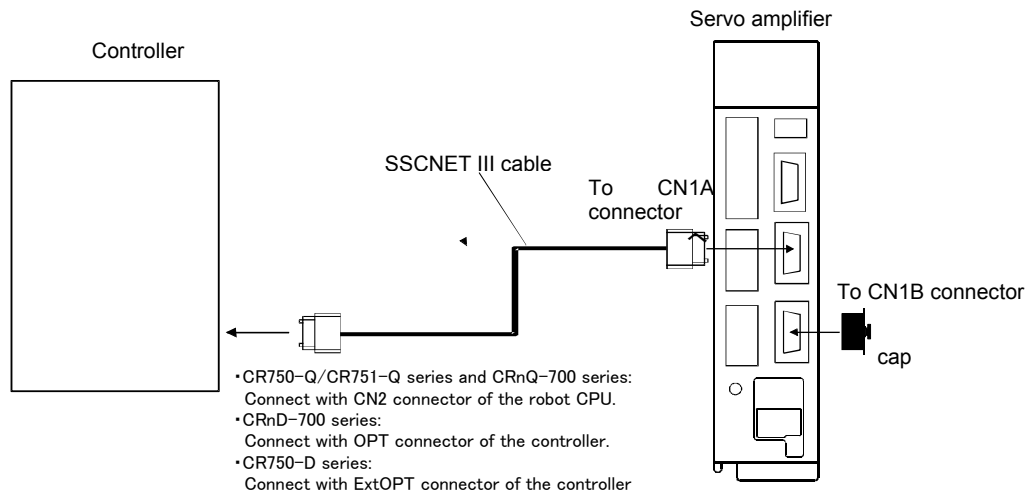 Servo amplifier
Controller
SSCNET III cable
To CN1A
connector
To CN1B connector
cap
・CR750-Q/CR751-Q series and CRnQ-700 series:
Connect with CN2 connector of the robot CPU.
・CRnD-700 series:
Connect with OPT connector of the controller.
・CR750-D series:
Connect with ExtOPT connector of the controller